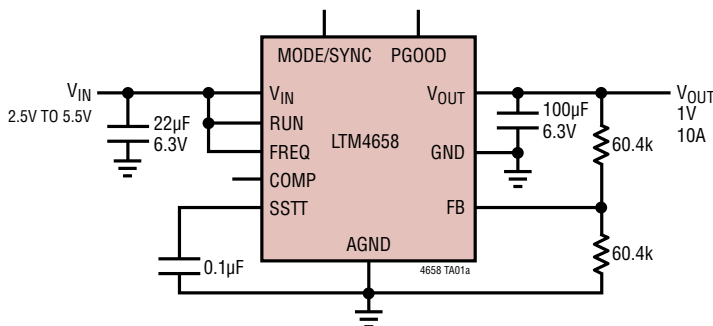 MODE/SYNC PGOOD
VIN
2.5V TO 5.5V
22µF
6.3V
VIN
RUN
FREQ
COMP
SSTT
LTM4658
VOUT
GND
FB
AGND
100µF
6.3V
VOUT
1V
10A
60.4k
60.4k
0.1µF
4658 TA01a